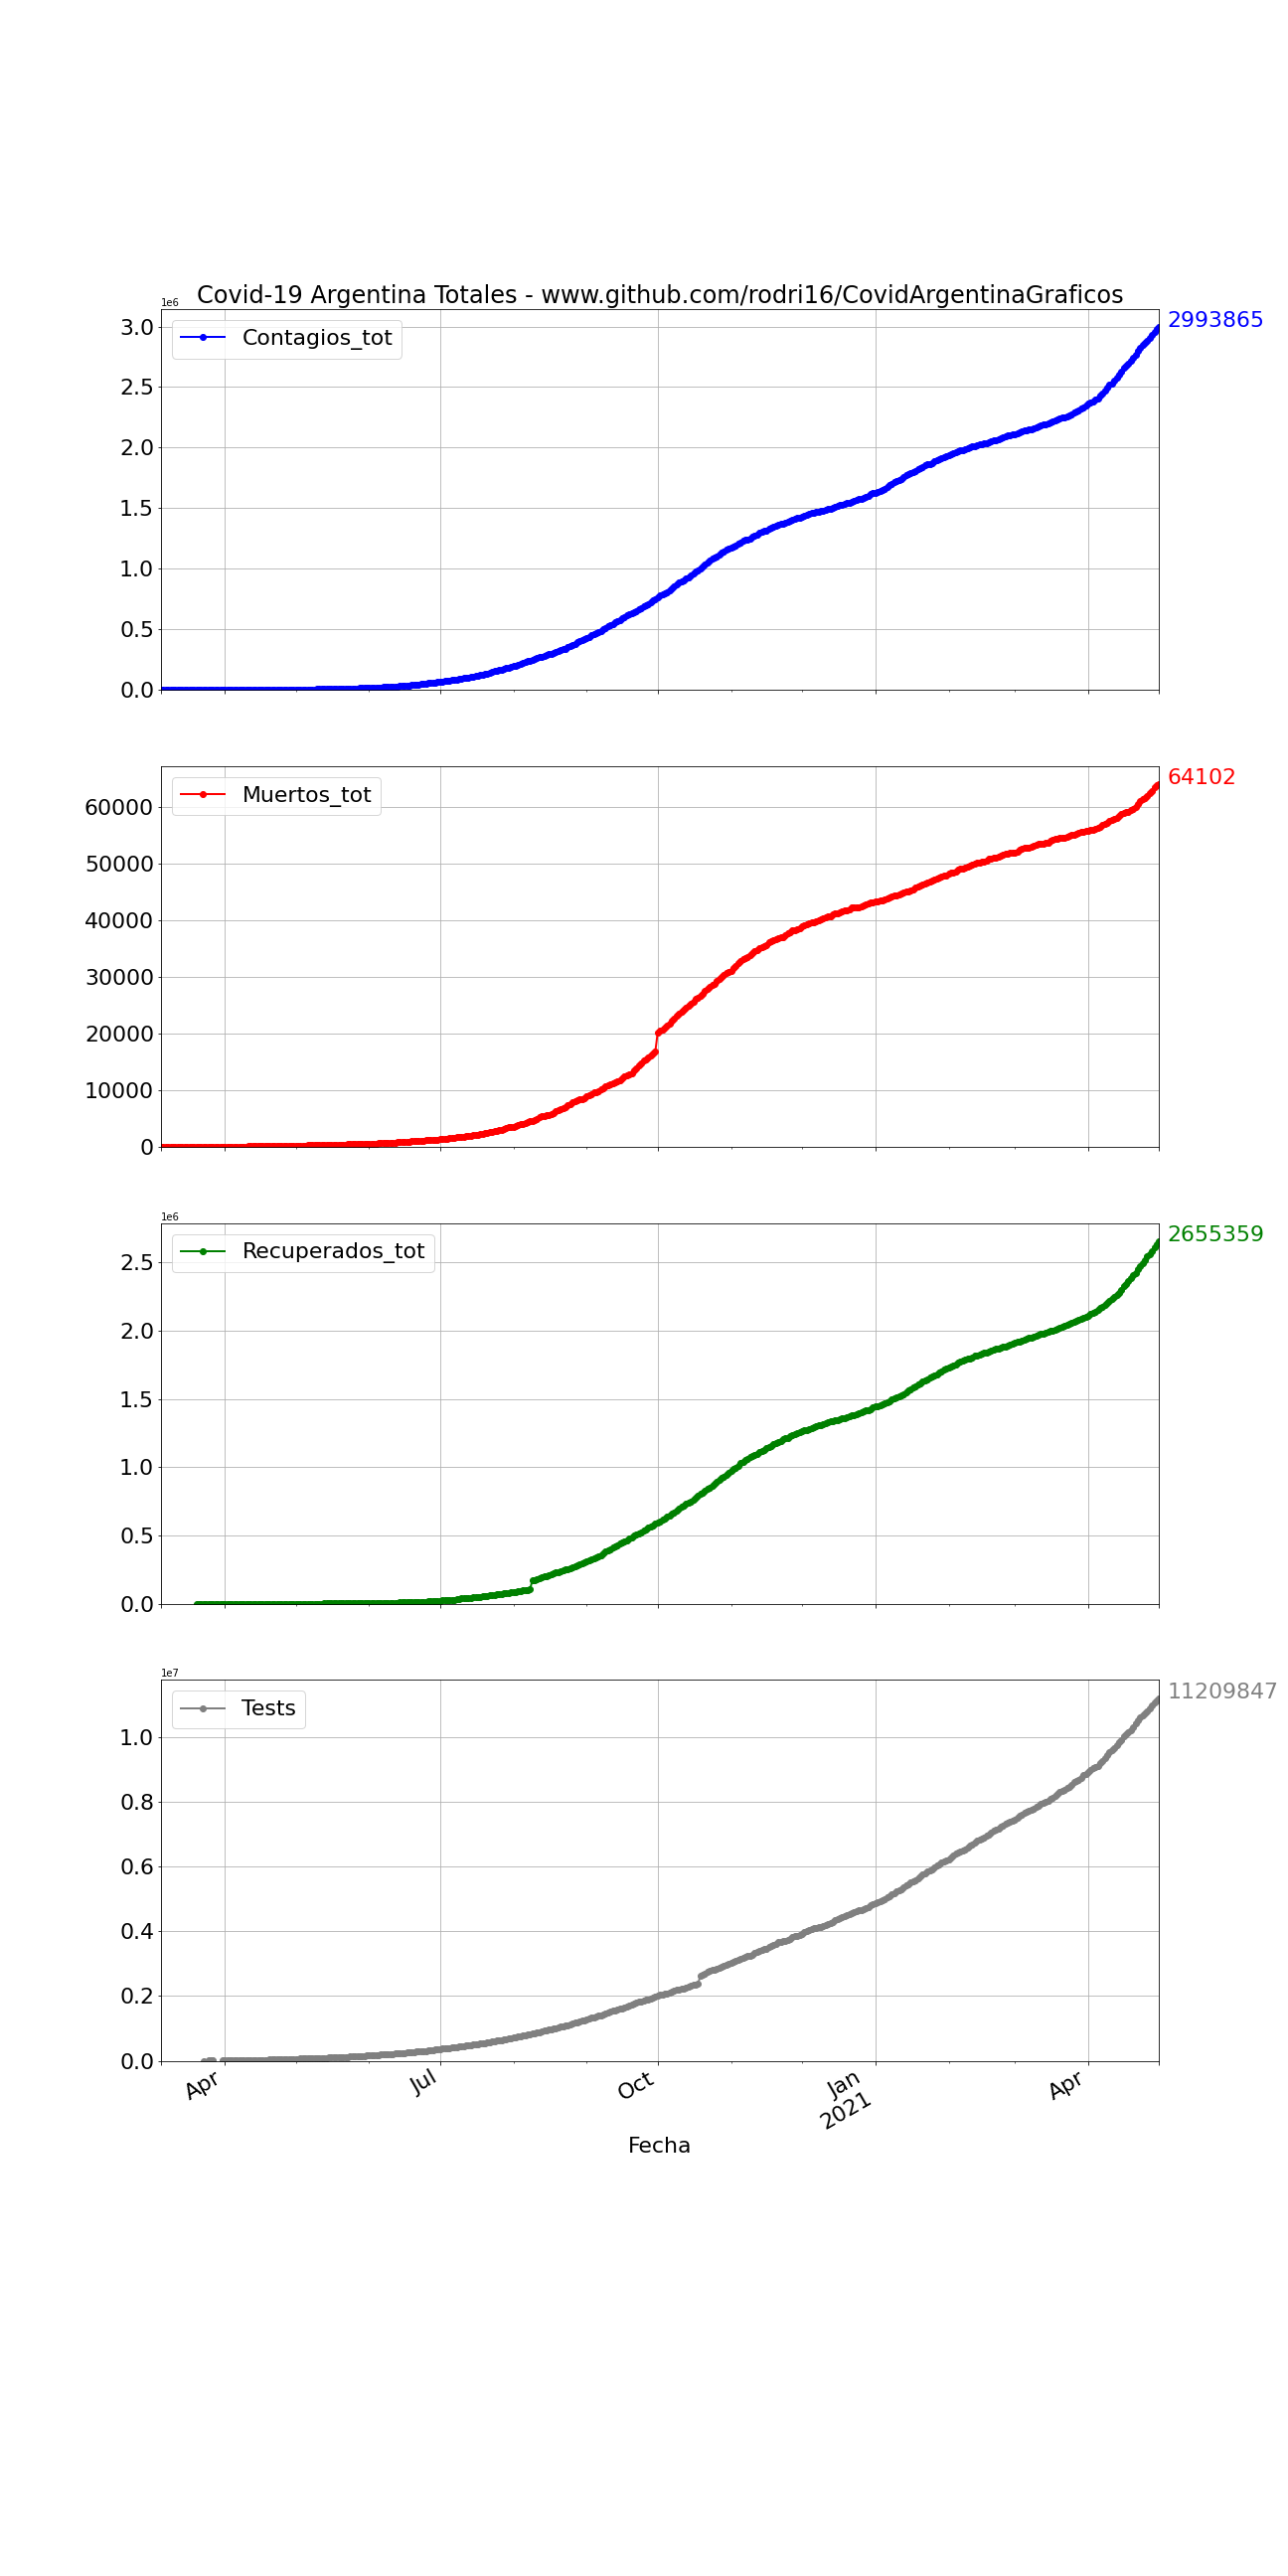 Covid-19 Argentina Totales - www.github.com/rodri16/CovidArgentinaGraficos
1e6
Contagios_tot
2993865
3.0
2.5
2.0
1.5
1.0
0.5
0.0
Muertos_tot
64102
60000
50000
40000
30000
20000
10000
0
1e6
Recuperados_tot
2655359
2.5
2.0
1.5
1.0
0.5
0.0
1e7
Tests
11209847
1.0
0.8
0.6
0.4
0.2
0.0
Apr
Jul
Oct
Jan
2021
Apr
Fecha